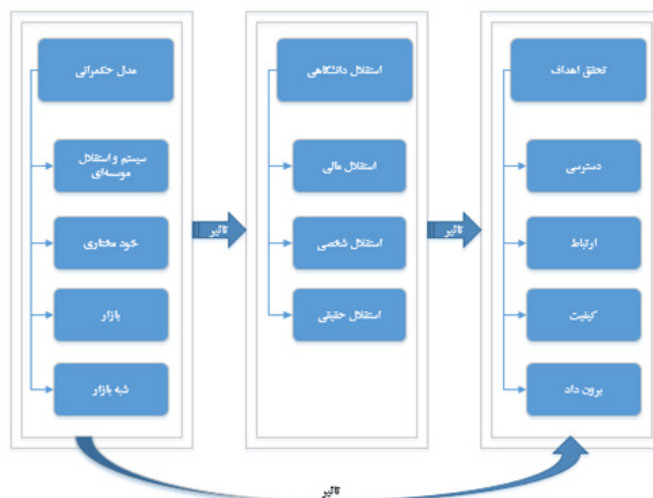 مدل حکمرانی
سیستم و استقلال
موسسه‌ای
خود مختاری
بازار
شبه بازار
تاثیر
استقلال دانشگاهی
استقلال مالی
استقلال شخصی
استقلال حقیقی
تاثیر
تحقق اهداف
دسترسی
ارتباط
کیفیت
برون داد
تاثیر